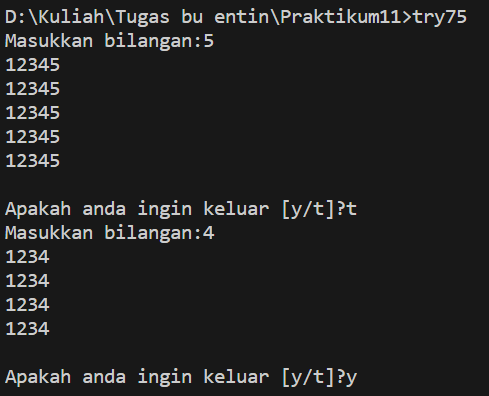 D:\Kuliah\Tugas bu entin\Praktikum11>try75
Masukkan bilangan:5
12345
12345
12345
12345
12345
Apakah anda ingin keluar [y/t]?t
Masukkan bilangan:4
1234
1234
1234
1234
Apakah anda ingin keluar [y/t]?y